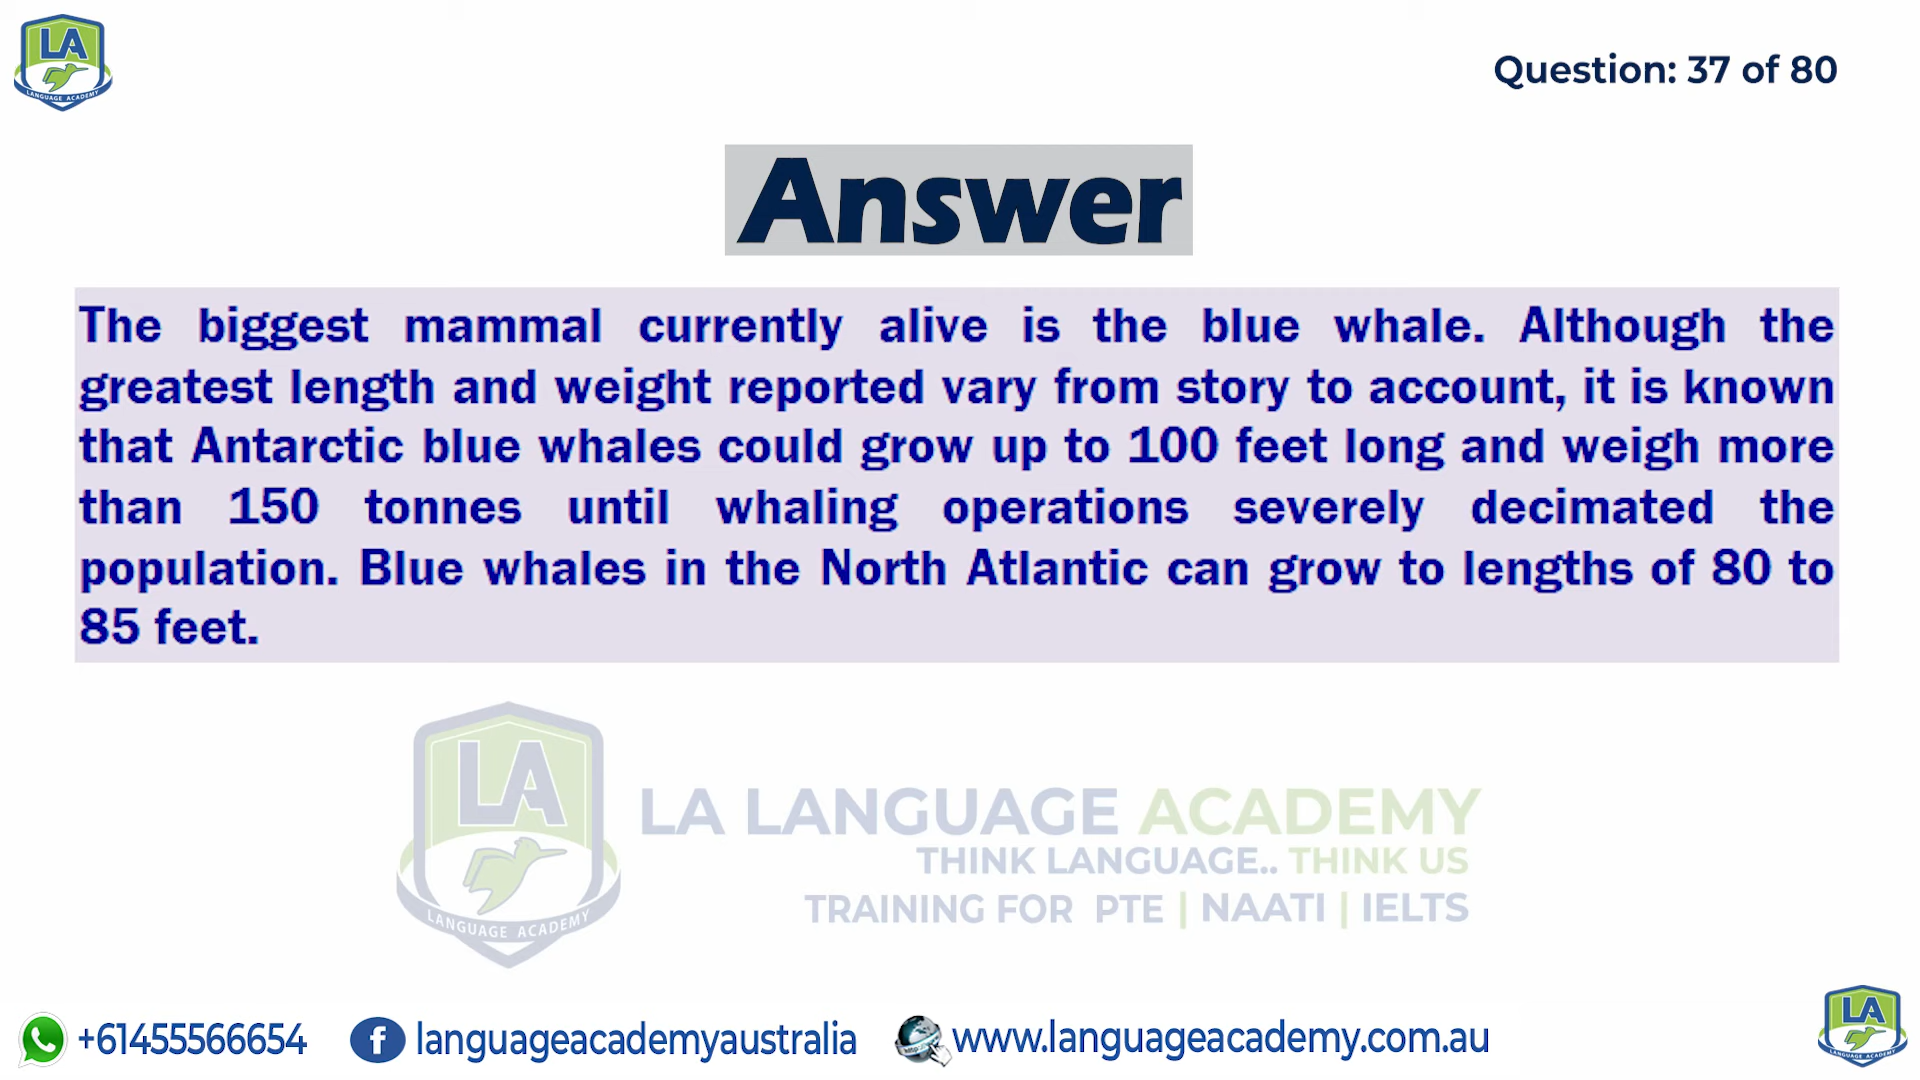 LA
LANGUAGE ACADEMY
Question: 37 of 80
Answer
The biggest mammal currently alive is the blue whale. Although the
greatest length and weight reported vary from story to account, it is known
that Antarctic blue whales could grow up to 100 feet long and weigh more
than 150 tonnes until whaling operations severely decimated the
population. Blue whales in the North Atlantic can grow to lengths of 80 to
85 feet.
LA
LANGUAGE ACADEMY
LA LANGUAGE ACADEMY
THINK LANGUAGE.. THINK US
TRAINING FOR PTE | NAATI | IELTS
+61455566654
f languageacademyaustralia
http www.languageacademy.com.au
LA
LANGUAGE ACADEMY